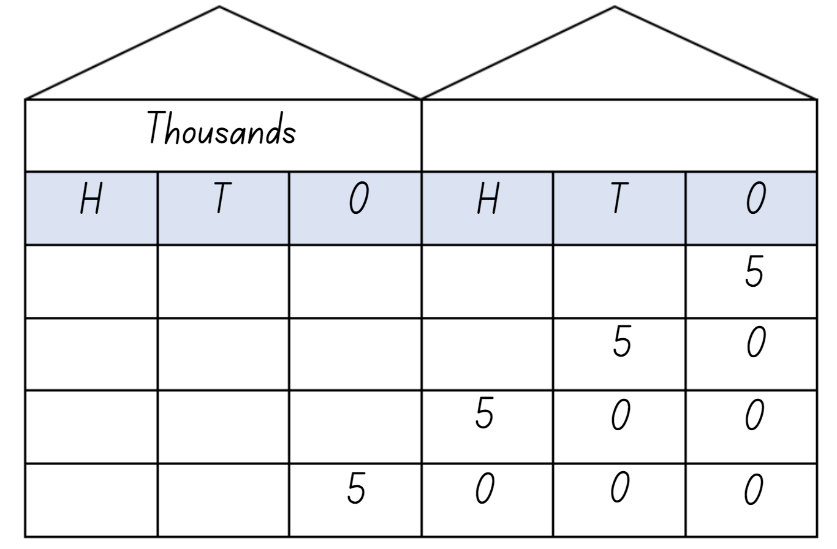 Thousands
H T O H T O
5
5 0
5 0 0
5 0 0 0